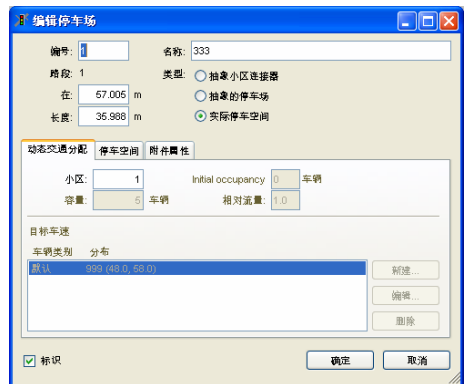 编辑停车场
编号: 1 名称: 333
路段: 1 类型: 抽象小区连接器
在: 57.005 m 抽象的停车场
长度: 35.988 m 实际停车空间
动态交通分配 停车空间 附件属性
小区: 1 Initial occupancy 0 车辆
容量: 5 车辆 相对流量: 1.0
目标车速
车辆类别 分布
默认 999 (48.0, 58.0)
新建...
编辑...
删除
标识 确定 取消